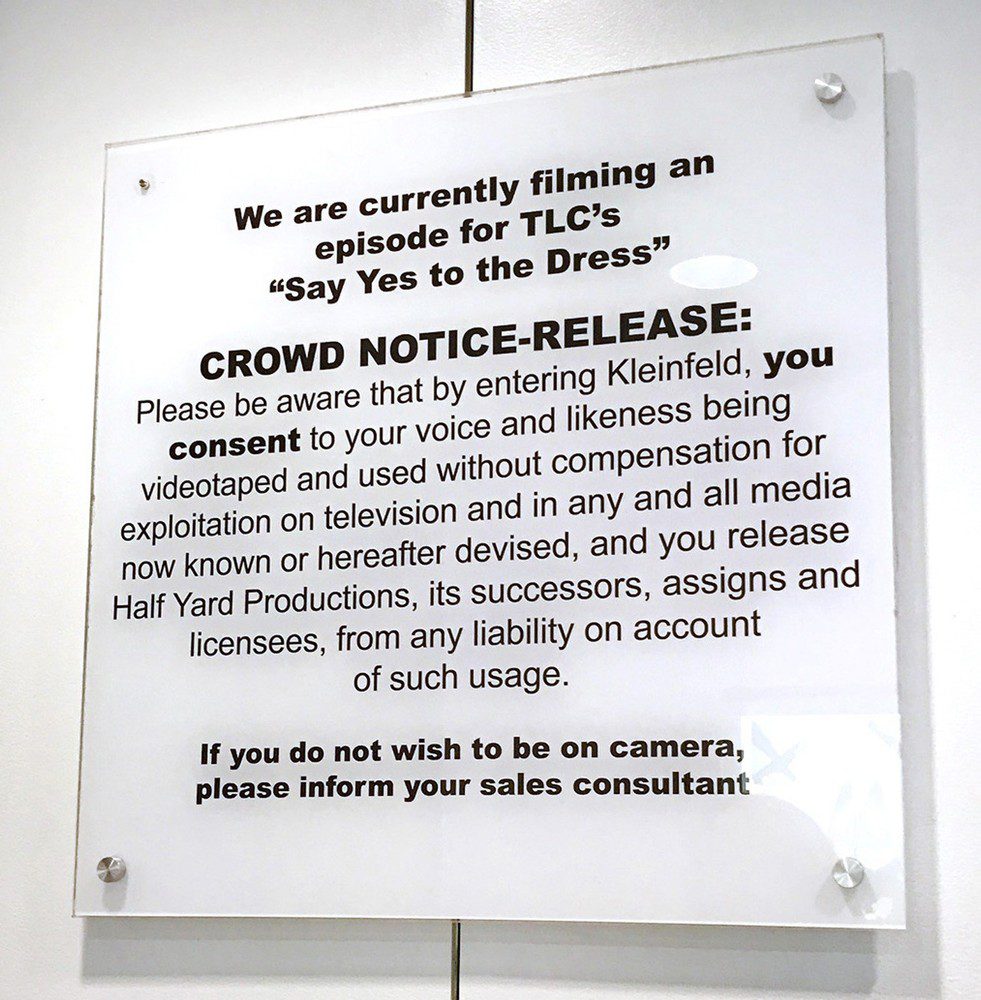 We are currently filming an
episode for TLC’s
“Say Yes to the Dress”
CROWD NOTICE-RELEASE:
Please be aware that by entering Kleinfeld, you
consent to your voice and likeness being
videotaped and used without compensation for
exploitation on television and in any and all media
now known or hereafter devised, and you release
Half Yard Productions, its successors, assigns and
licensees, from any liability on account
of such usage.
If you do not wish to be on camera,
please inform your sales consultant